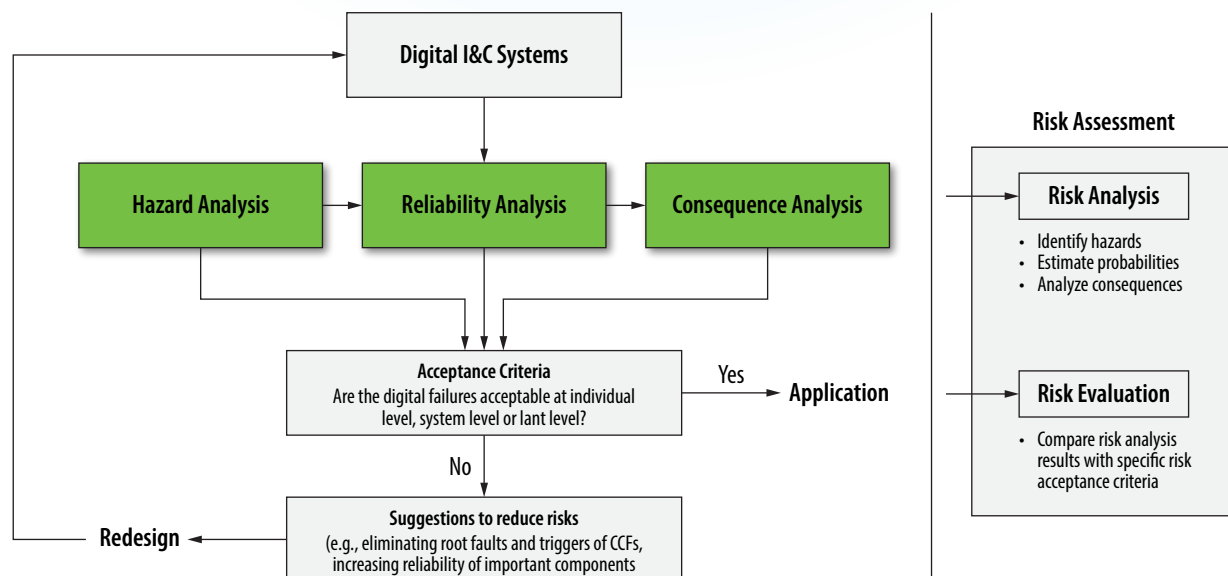 Digital I&C Systems
Hazard Analysis
Reliability Analysis
Consequence Analysis
Acceptance Criteria
Are the digital failures acceptable at individual
level, system level or lant level?
Yes
Application
No
Suggestions to reduce risks
(e.g., eliminating root faults and triggers of CCFs,
increasing reliability of important components
Redesign
Risk Assessment
Risk Analysis
• Identify hazards
• Estimate probabilities
• Analyze consequences
Risk Evaluation
• Compare risk analysis
results with specific risk
acceptance criteria